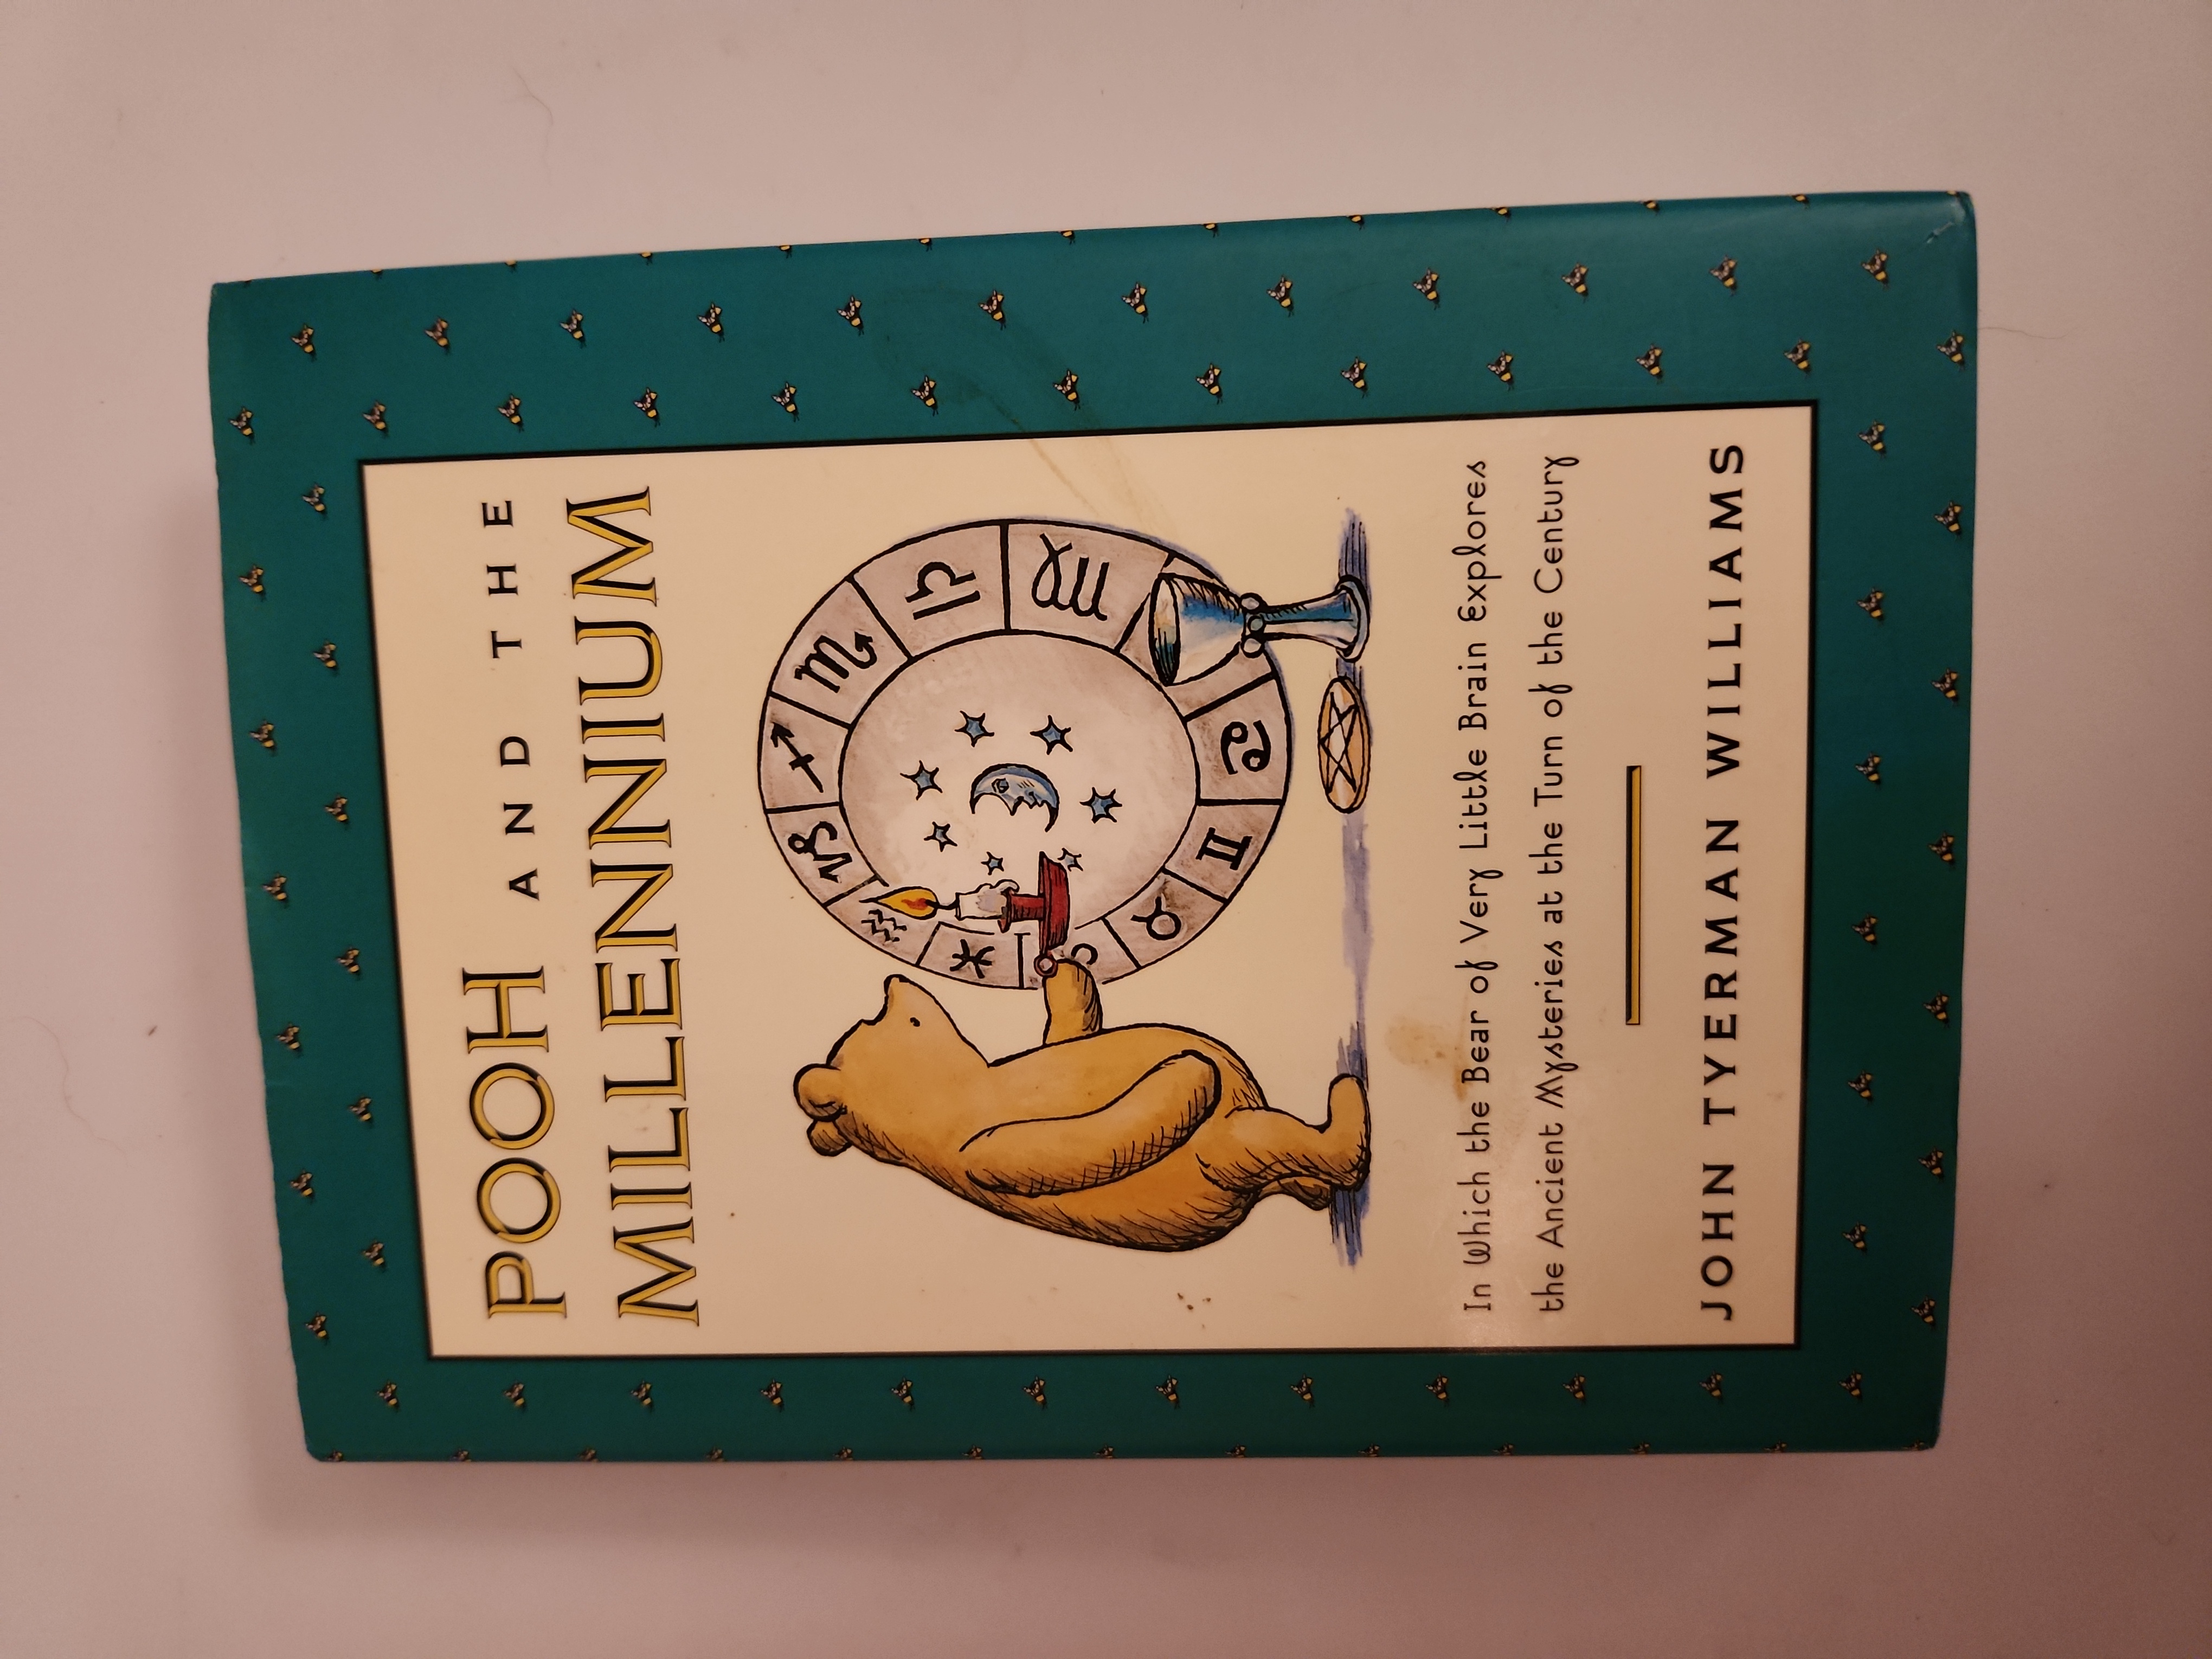 POOH AND THE
MILLENNIUM
In Which the Bear of Very Little Brain Explores
the Ancient Mysteries at the Turn of the Century
JOHN TYERMAN WILLIAMS